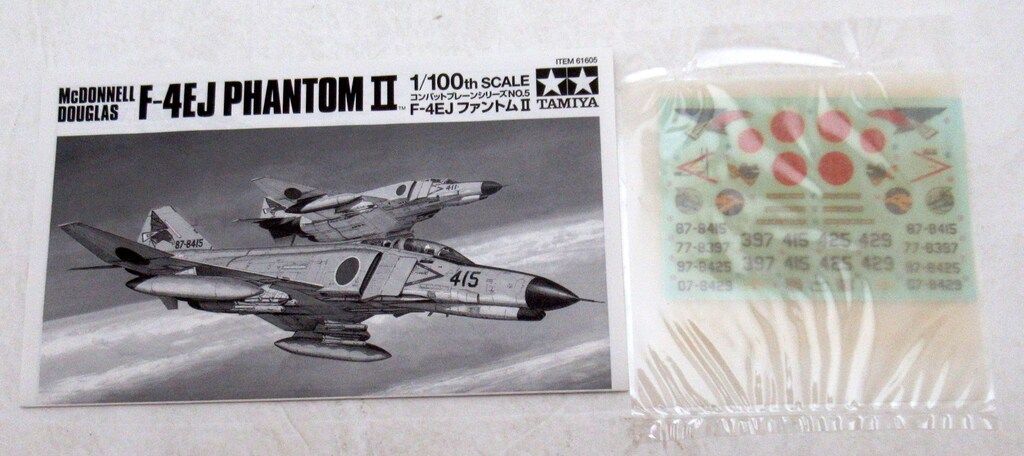 McDONNELL
DOUGLAS
F-4EJ PHANTOM II™
1/100th SCALE
コンバットプレーンシリーズNO.5
F-4EJ ファントムII
ITEM 61605
TAMIYA
411
87-8415
415
87-8415 397 415 425 429 87-8415
77-8397 77-8397
97-8425 397 415 425 429 97-8425
07-8429 07-8429